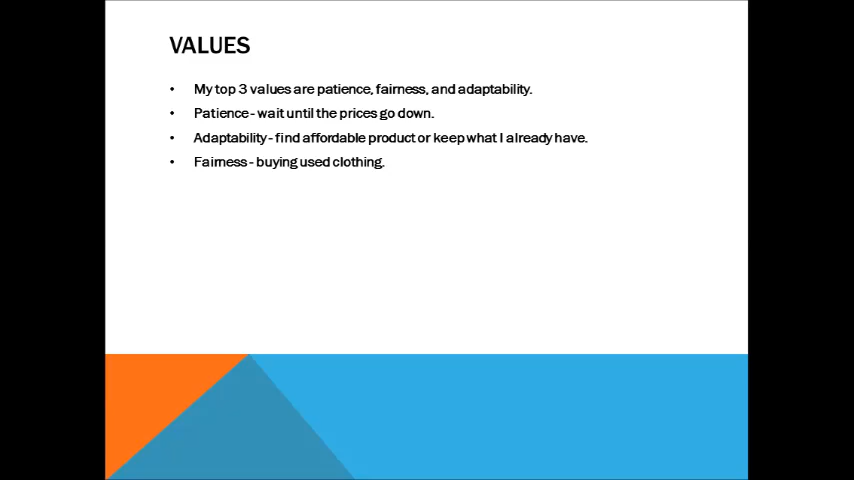 VALUES
• My top 3 values are patience, fairness, and adaptability.
• Patience - wait until the prices go down.
• Adaptability - find affordable product or keep what I already have.
• Fairness - buying used clothing.